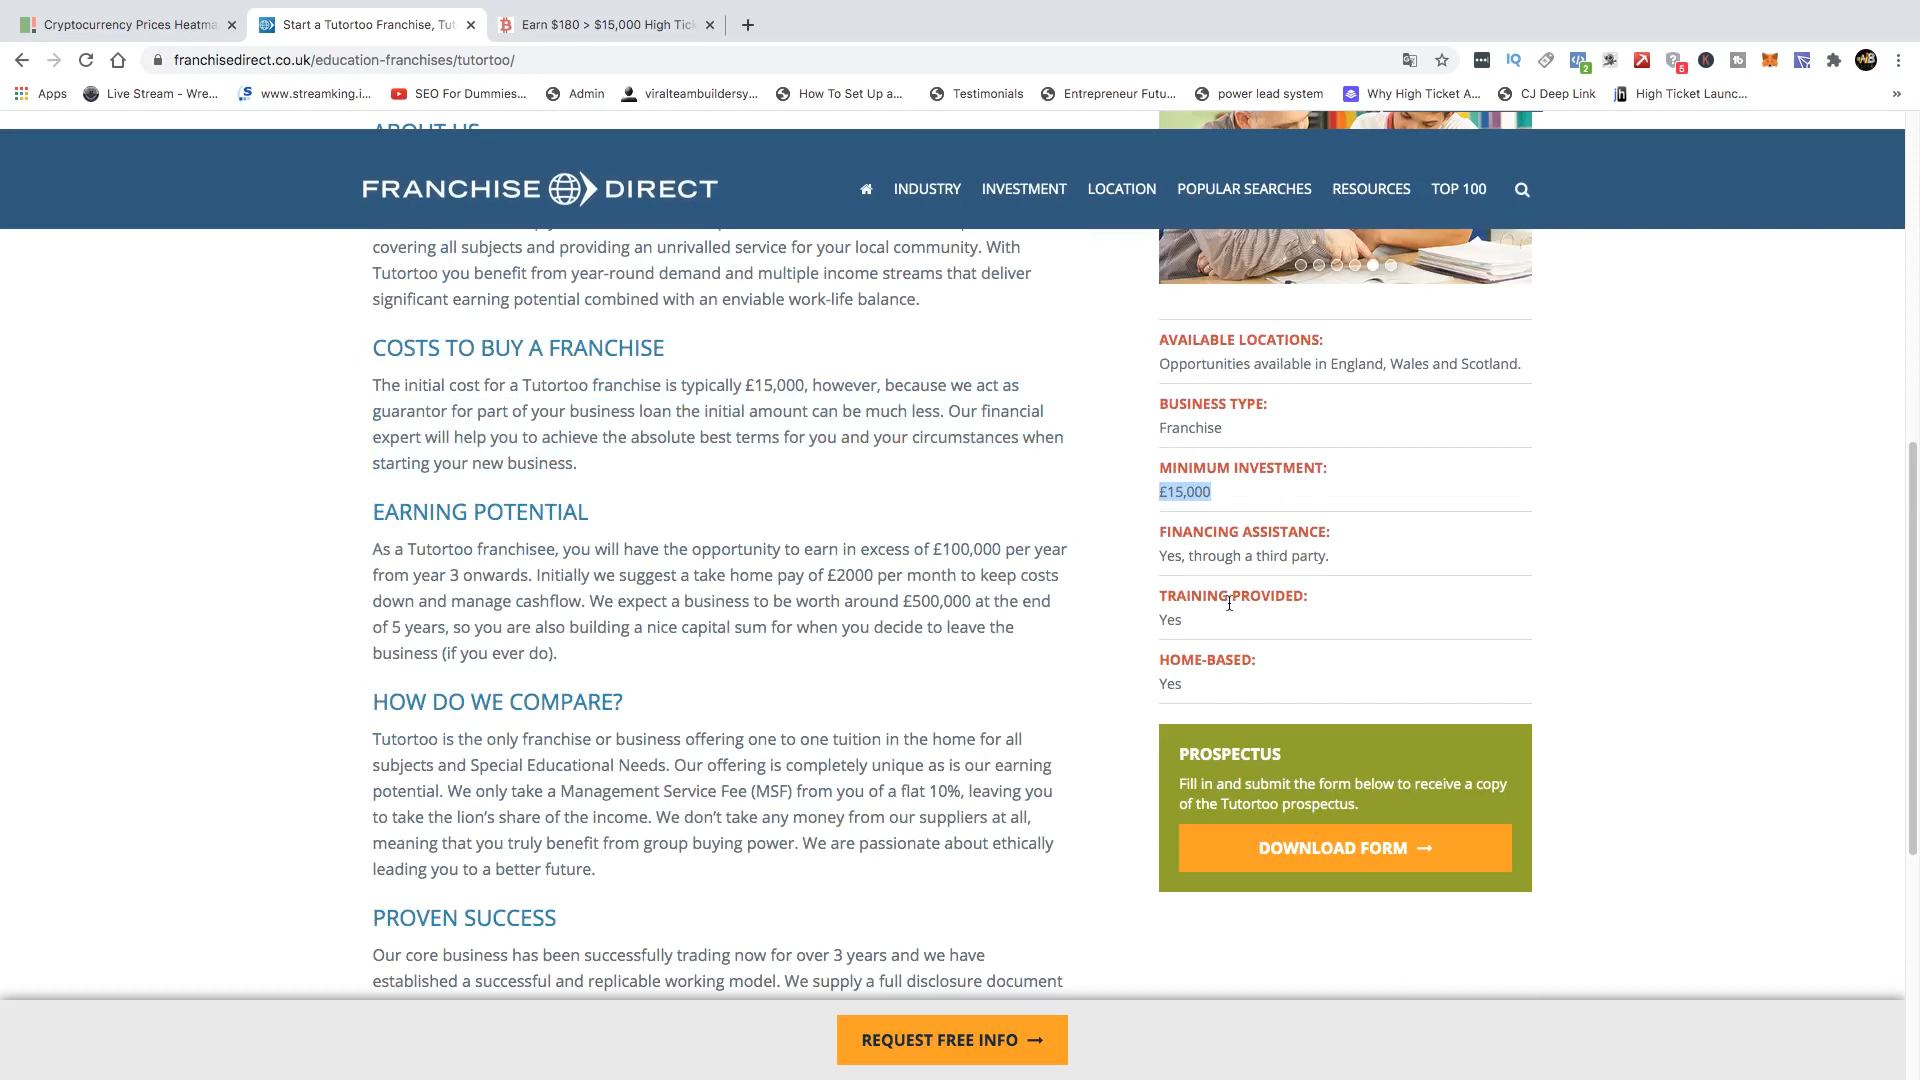 Cryptocurrency Prices Heatma
Start a Tutortoo Franchise, Tut
Earn $180 > $15,000 High Tick
franchisedirect.co.uk/education-franchises/tutortoo/
IQ
2
5
K
tb
Apps
Live Stream - Wre...
www.streamking.i...
SEO For Dummies...
Admin
viralteambuildersy...
How To Set up a...
Testimonials
Entrepreneur Futu...
power lead system
Why High Ticket A...
CJ Deep Link
High Ticket Launc...
»
ABOUT US
FRANCHISE DIRECT
INDUSTRY
INVESTMENT
LOCATION
POPULAR SEARCHES
RESOURCES
TOP 100
covering all subjects and providing an unrivalled service for your local community. With
Tutortoo you benefit from year-round demand and multiple income streams that deliver
significant earning potential combined with an enviable work-life balance.
COSTS TO BUY A FRANCHISE
The initial cost for a Tutortoo franchise is typically £15,000, however, because we act as
guarantor for part of your business loan the initial amount can be much less. Our financial
expert will help you to achieve the absolute best terms for you and your circumstances when
starting your new business.
EARNING POTENTIAL
As a Tutortoo franchisee, you will have the opportunity to earn in excess of £100,000 per year
from year 3 onwards. Initially we suggest a take home pay of £2000 per month to keep costs
down and manage cashflow. We expect a business to be worth around £500,000 at the end
of 5 years, so you are also building a nice capital sum for when you decide to leave the
business (if you ever do).
HOW DO WE COMPARE?
Tutortoo is the only franchise or business offering one to one tuition in the home for all
subjects and Special Educational Needs. Our offering is completely unique as is our earning
potential. We only take a Management Service Fee (MSF) from you of a flat 10%, leaving you
to take the lion’s share of the income. We don’t take any money from our suppliers at all,
meaning that you truly benefit from group buying power. We are passionate about ethically
leading you to a better future.
PROVEN SUCCESS
Our core business has been successfully trading now for over 3 years and we have
established a successful and replicable working model. We supply a full disclosure document
AVAILABLE LOCATIONS:
Opportunities available in England, Wales and Scotland.
BUSINESS TYPE:
Franchise
MINIMUM INVESTMENT:
£15,000
FINANCING ASSISTANCE:
Yes, through a third party.
TRAINING PROVIDED:
Yes
HOME-BASED:
Yes
PROSPECTUS
Fill in and submit the form below to receive a copy
of the Tutortoo prospectus.
DOWNLOAD FORM →
REQUEST FREE INFO →